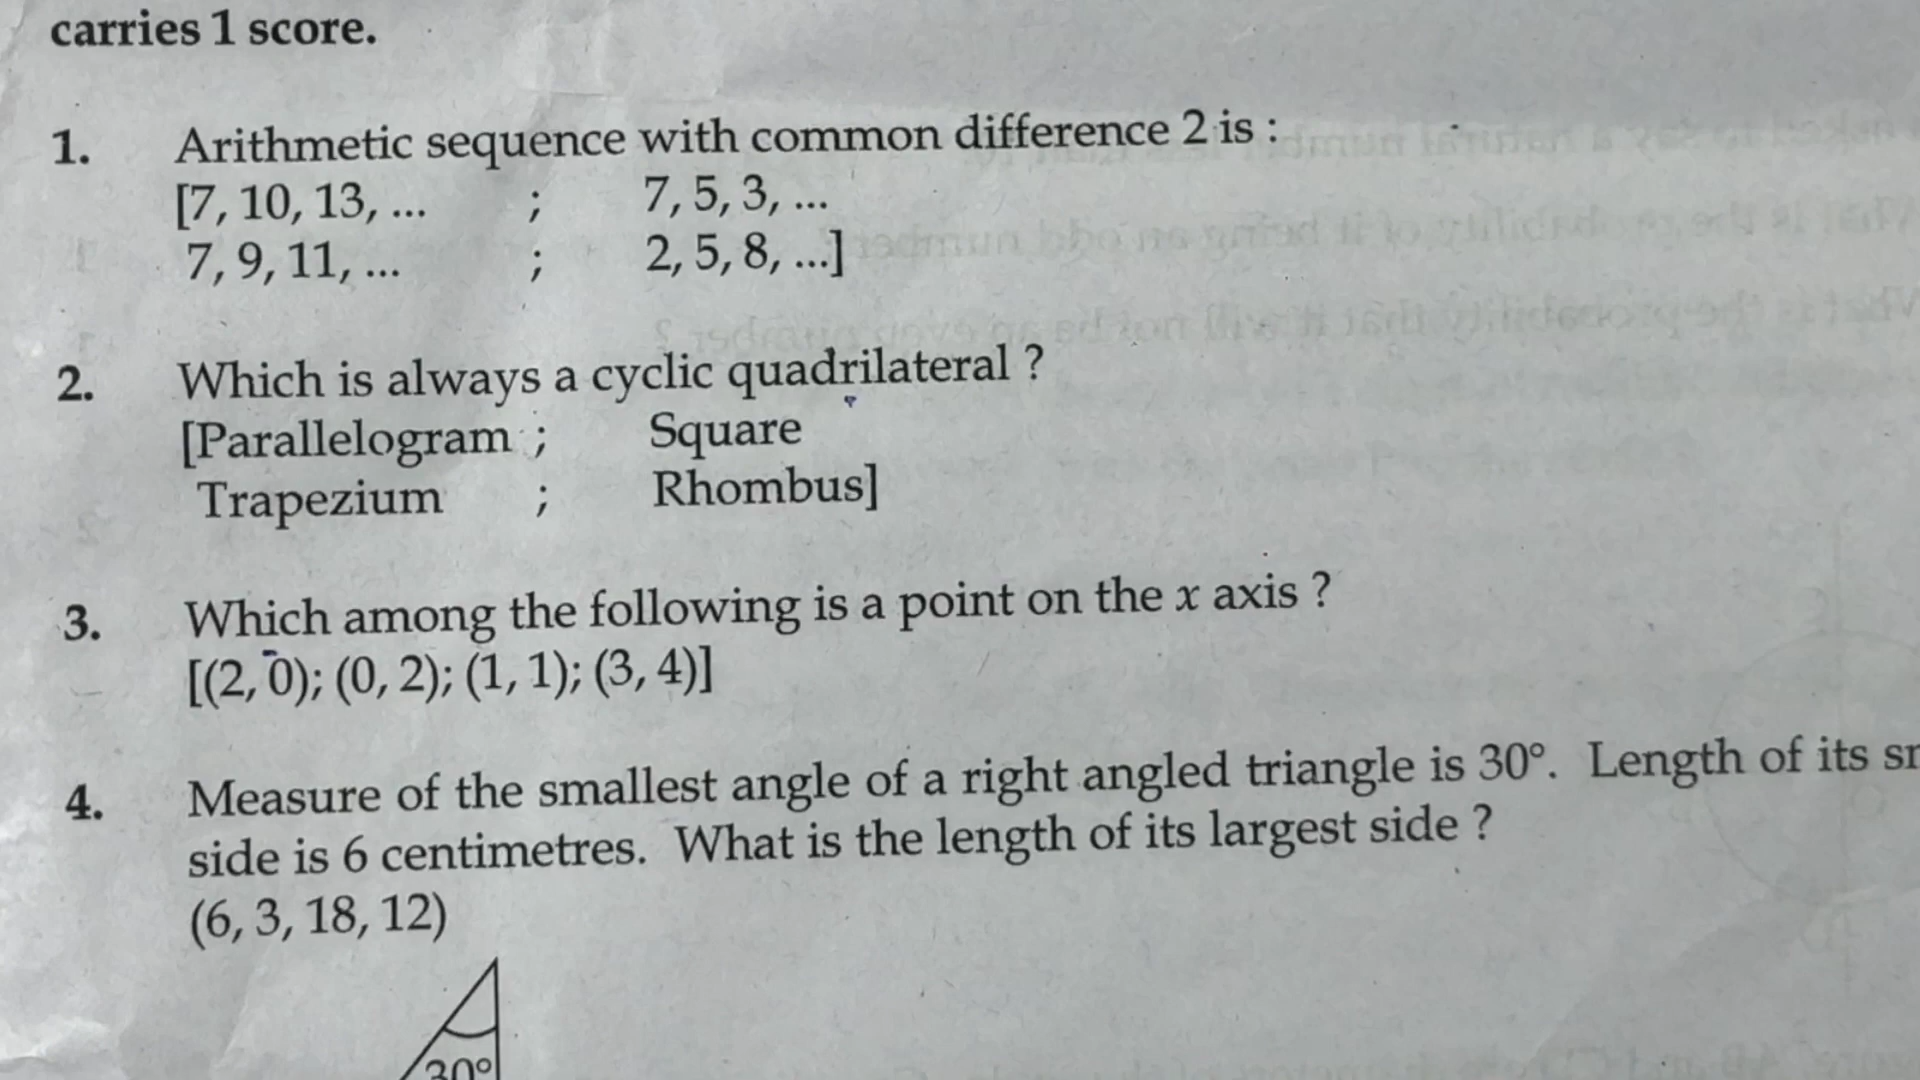 carries 1 score.
1. Arithmetic sequence with common difference 2 is :
[7, 10, 13, ... ; 7, 5, 3, ...
7, 9, 11, ... ; 2, 5, 8, ...]
2. Which is always a cyclic quadrilateral ?
[Parallelogram ; Square
Trapezium ; Rhombus]
3. Which among the following is a point on the x axis ?
[(2, 0); (0, 2); (1, 1); (3, 4)]
4. Measure of the smallest angle of a right angled triangle is 30°. Length of its
side is 6 centimetres. What is the length of its largest side ?
(6, 3, 18, 12)
30°